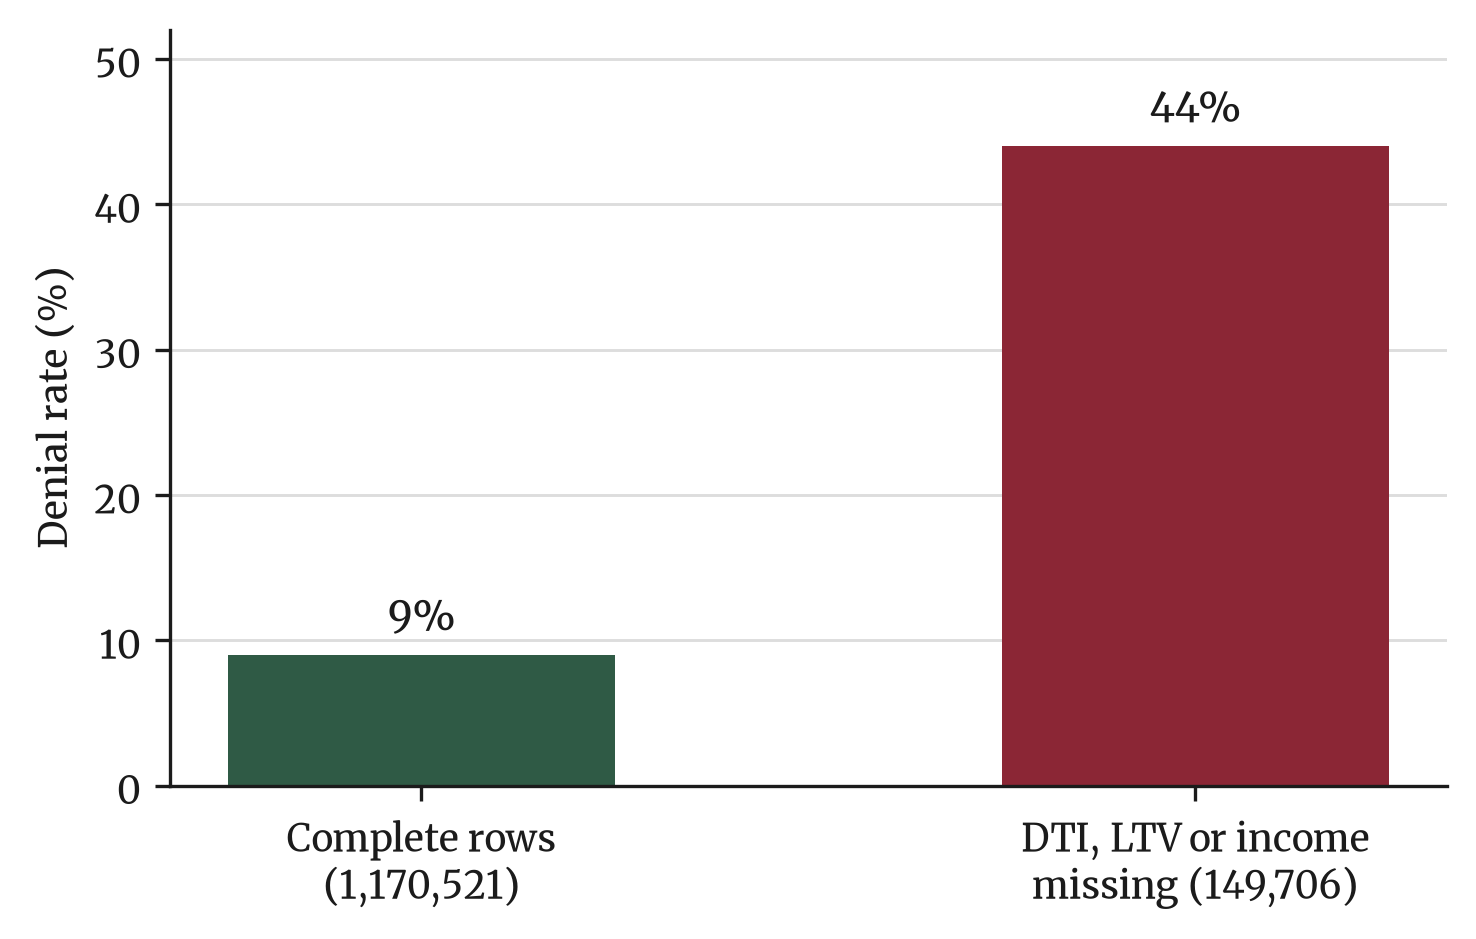 50
40
30
20
10
0
Denial rate (%)
9%
44%
Complete rows
(1,170,521)
DTI, LTV or income
missing (149,706)